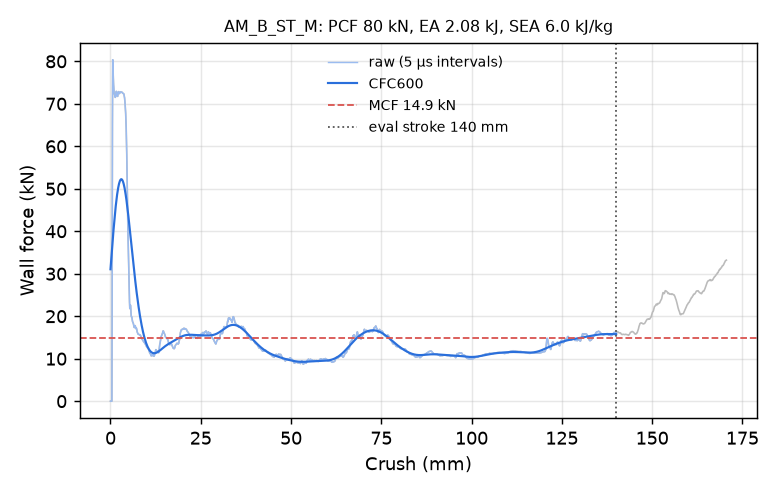 AM_B_ST_M: PCF 80 kN, EA 2.08 kJ, SEA 6.0 kJ/kg
raw (5 µs intervals)
CFC600
MCF 14.9 kN
eval stroke 140 mm
Wall force (kN)
80
70
60
50
40
30
20
10
0
0 25 50 75 100 125 150 175
Crush (mm)